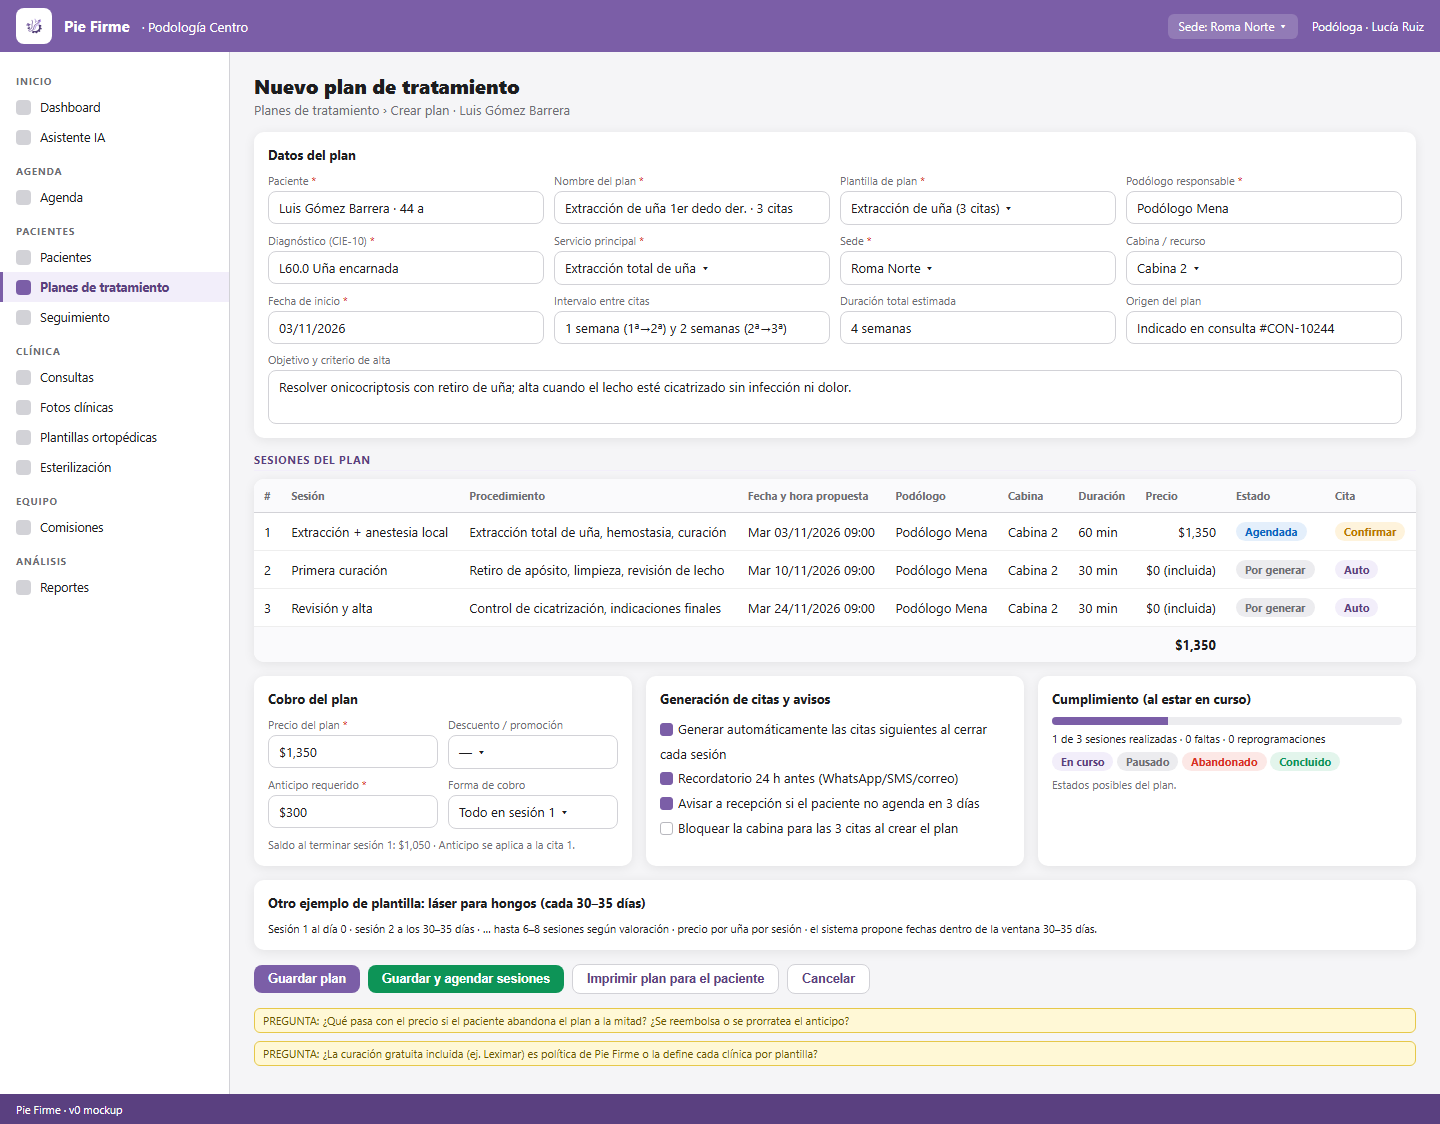 Pie Firme · Podología Centro
Sede: Roma Norte
Podóloga · Lucía Ruiz
INICIO
Dashboard
Asistente IA
AGENDA
Agenda
PACIENTES
Pacientes
Planes de tratamiento
Seguimiento
CLÍNICA
Consultas
Fotos clínicas
Plantillas ortopédicas
Esterilización
EQUIPO
Comisiones
ANÁLISIS
Reportes
Nuevo plan de tratamiento
Planes de tratamiento › Crear plan · Luis Gómez Barrera
Datos del plan
Paciente * Nombre del plan * Plantilla de plan * Podólogo responsable *
Luis Gómez Barrera · 44 a Extracción de uña 1er dedo der. · 3 citas Extracción de uña (3 citas) Podólogo Mena
Diagnóstico (CIE-10) * Servicio principal * Sede * Cabina / recurso
L60.0 Uña encarnada Extracción total de uña Roma Norte Cabina 2
Fecha de inicio * Intervalo entre citas Duración total estimada Origen del plan
03/11/2026 1 semana (1ª→2ª) y 2 semanas (2ª→3ª) 4 semanas Indicado en consulta #CON-10244
Objetivo y criterio de alta
Resolver onicocriptosis con retiro de uña; alta cuando el lecho esté cicatrizado sin infección ni dolor.
SESIONES DEL PLAN
# Sesión Procedimiento Fecha y hora propuesta Podólogo Cabina Duración Precio Estado Cita
1 Extracción + anestesia local Extracción total de uña, hemostasia, curación Mar 03/11/2026 09:00 Podólogo Mena Cabina 2 60 min $1,350 Agendada Confirmar
2 Primera curación Retiro de apósito, limpieza, revisión de lecho Mar 10/11/2026 09:00 Podólogo Mena Cabina 2 30 min $0 (incluida) Por generar Auto
3 Revisión y alta Control de cicatrización, indicaciones finales Mar 24/11/2026 09:00 Podólogo Mena Cabina 2 30 min $0 (incluida) Por generar Auto
$1,350
Cobro del plan
Precio del plan * Descuento / promoción
$1,350 —
Anticipo requerido * Forma de cobro
$300 Todo en sesión 1
Saldo al terminar sesión 1: $1,050 · Anticipo se aplica a la cita 1.
Generación de citas y avisos
Generar automáticamente las citas siguientes al cerrar
cada sesión
Recordatorio 24 h antes (WhatsApp/SMS/correo)
Avisar a recepción si el paciente no agenda en 3 días
Bloquear la cabina para las 3 citas al crear el plan
Cumplimiento (al estar en curso)
1 de 3 sesiones realizadas · 0 faltas · 0 reprogramaciones
En curso Pausado Abandonado Concluido
Estados posibles del plan.
Otro ejemplo de plantilla: láser para hongos (cada 30–35 días)
Sesión 1 al día 0 · sesión 2 a los 30–35 días · ... hasta 6–8 sesiones según valoración · precio por uña por sesión · el sistema propone fechas dentro de la ventana 30–35 días.
Guardar plan Guardar y agendar sesiones Imprimir plan para el paciente Cancelar
PREGUNTA: ¿Qué pasa con el precio si el paciente abandona el plan a la mitad? ¿Se reembolsa o se prorratea el anticipo?
PREGUNTA: ¿La curación gratuita incluida (ej. Leximar) es política de Pie Firme o la define cada clínica por plantilla?
Pie Firme · v0 mockup